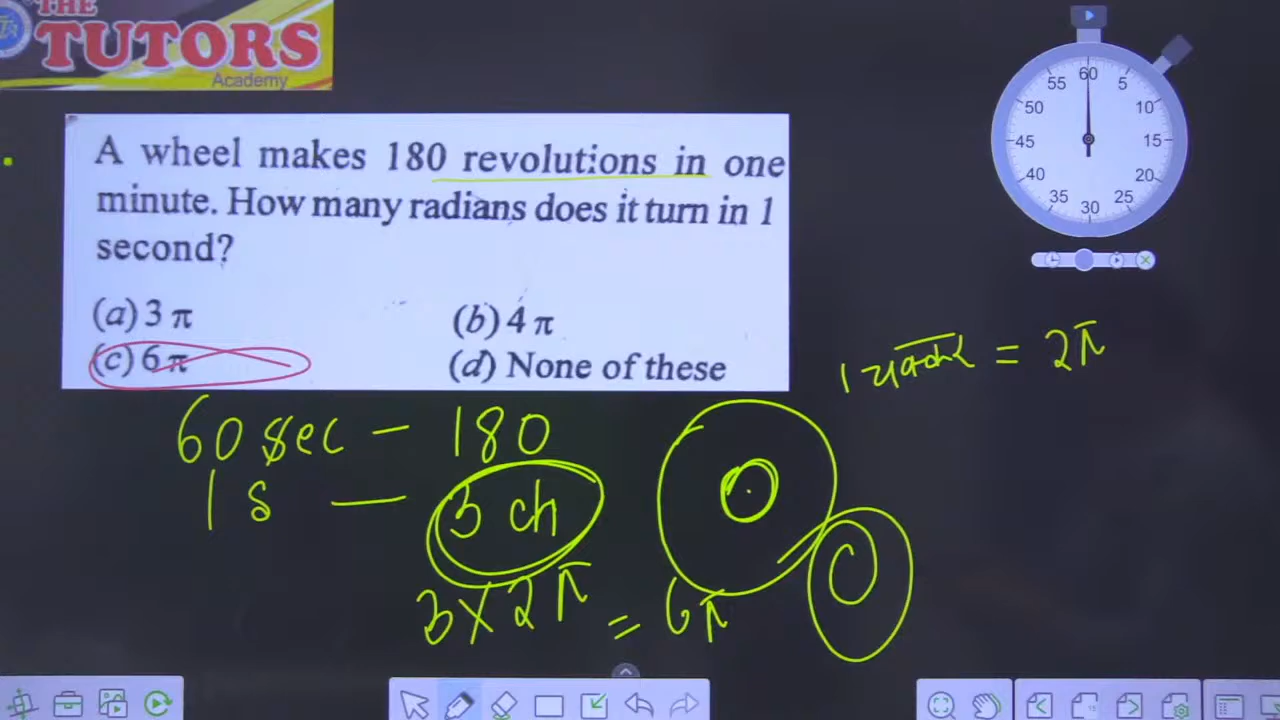 THE
TUTORS
Academy
A wheel makes 180 revolutions in one
minute. How many radians does it turn in 1
second?
(a) 3 π
(b) 4 π
(c) 6 π
(d) None of these
60 sec — 180
1 s — 3 ch
3 × 2π = 6π
1 = 2π
60
5
10
15
20
25
30
35
40
45
50
55